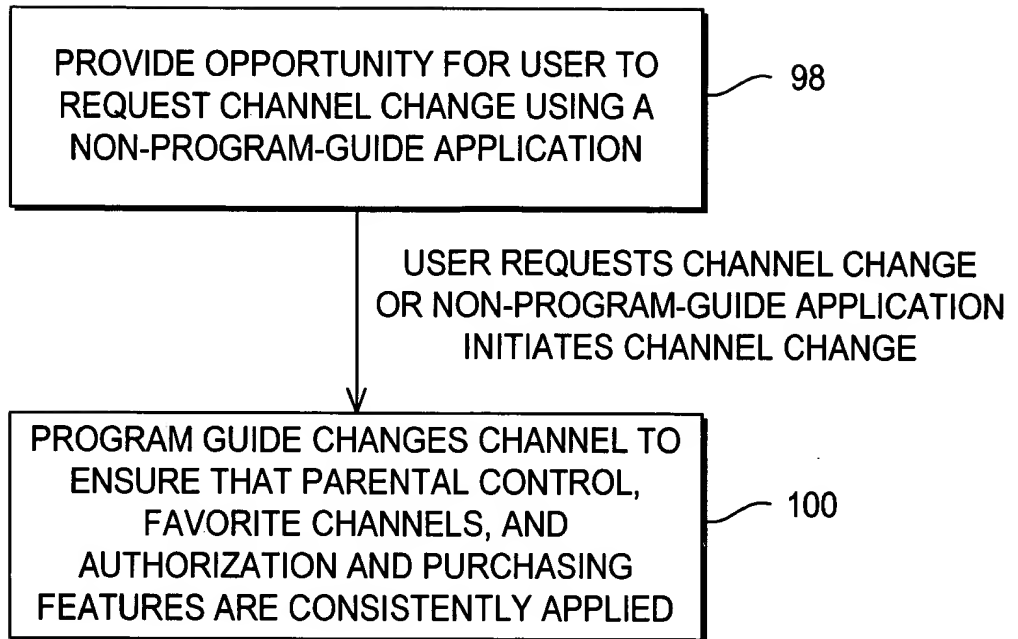 PROVIDE OPPORTUNITY FOR USER TO
REQUEST CHANNEL CHANGE USING A
NON-PROGRAM-GUIDE APPLICATION
98
USER REQUESTS CHANNEL CHANGE
OR NON-PROGRAM-GUIDE APPLICATION
INITIATES CHANNEL CHANGE
PROGRAM GUIDE CHANGES CHANNEL TO
ENSURE THAT PARENTAL CONTROL,
FAVORITE CHANNELS, AND
AUTHORIZATION AND PURCHASING
FEATURES ARE CONSISTENTLY APPLIED
100